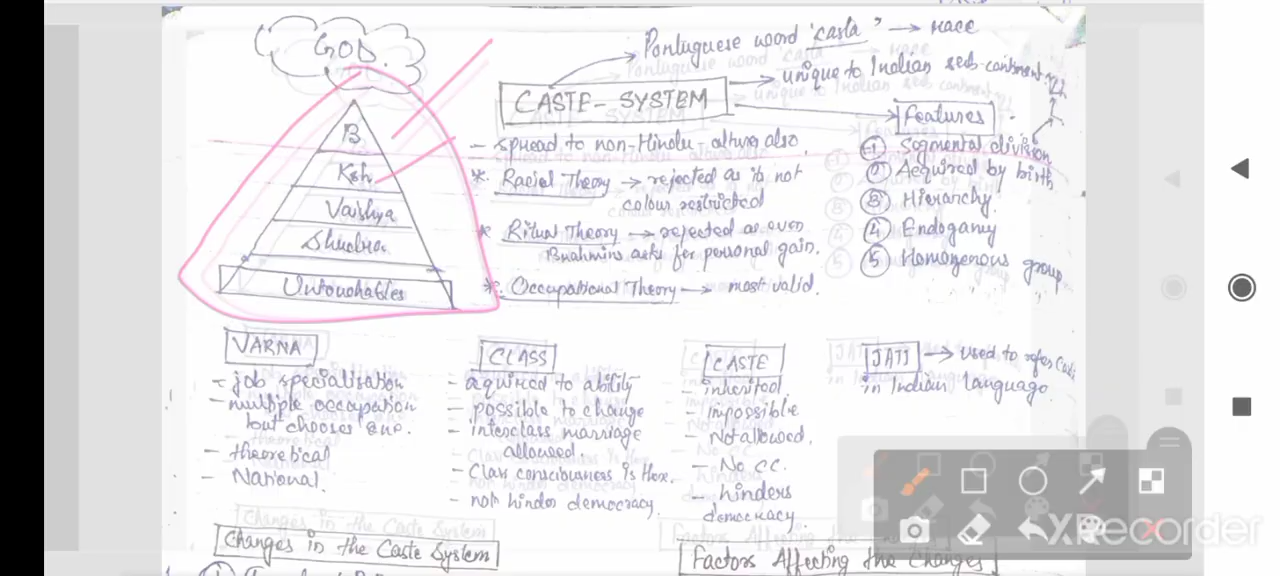 GOD.
B
Ksh
Vaishya
Shudra
Untouchables
Portuguese word "casta" → race
unique to Indian sub-continent
CASTE-SYSTEM
- spread to non-Hindu also.
* Racial Theory → rejected as is not
colour restricted
* Ritual Theory → rejected as even
Brahmins asks for personal gain.
* Occupational Theory → most valid.
Features
① Segmental division
② Acquired by birth
③ Hierarchy.
④ Endogamy
⑤ Homogenous group
VARNA
- job specialisation
- multiple occupation
but chooses one.
- theoretical
- National.
CLASS
- aquired to ability
- possible to change
- interclass marriage
allowed.
- Class consciousness is there.
- not hinder democracy.
CASTE
- inherited
- impossible
- Not allowed.
- No CC.
- hinders
democracy.
JATI → used to refer
in Indian language.
Changes in the Caste System
Factors Affecting the Changes
XRecorder